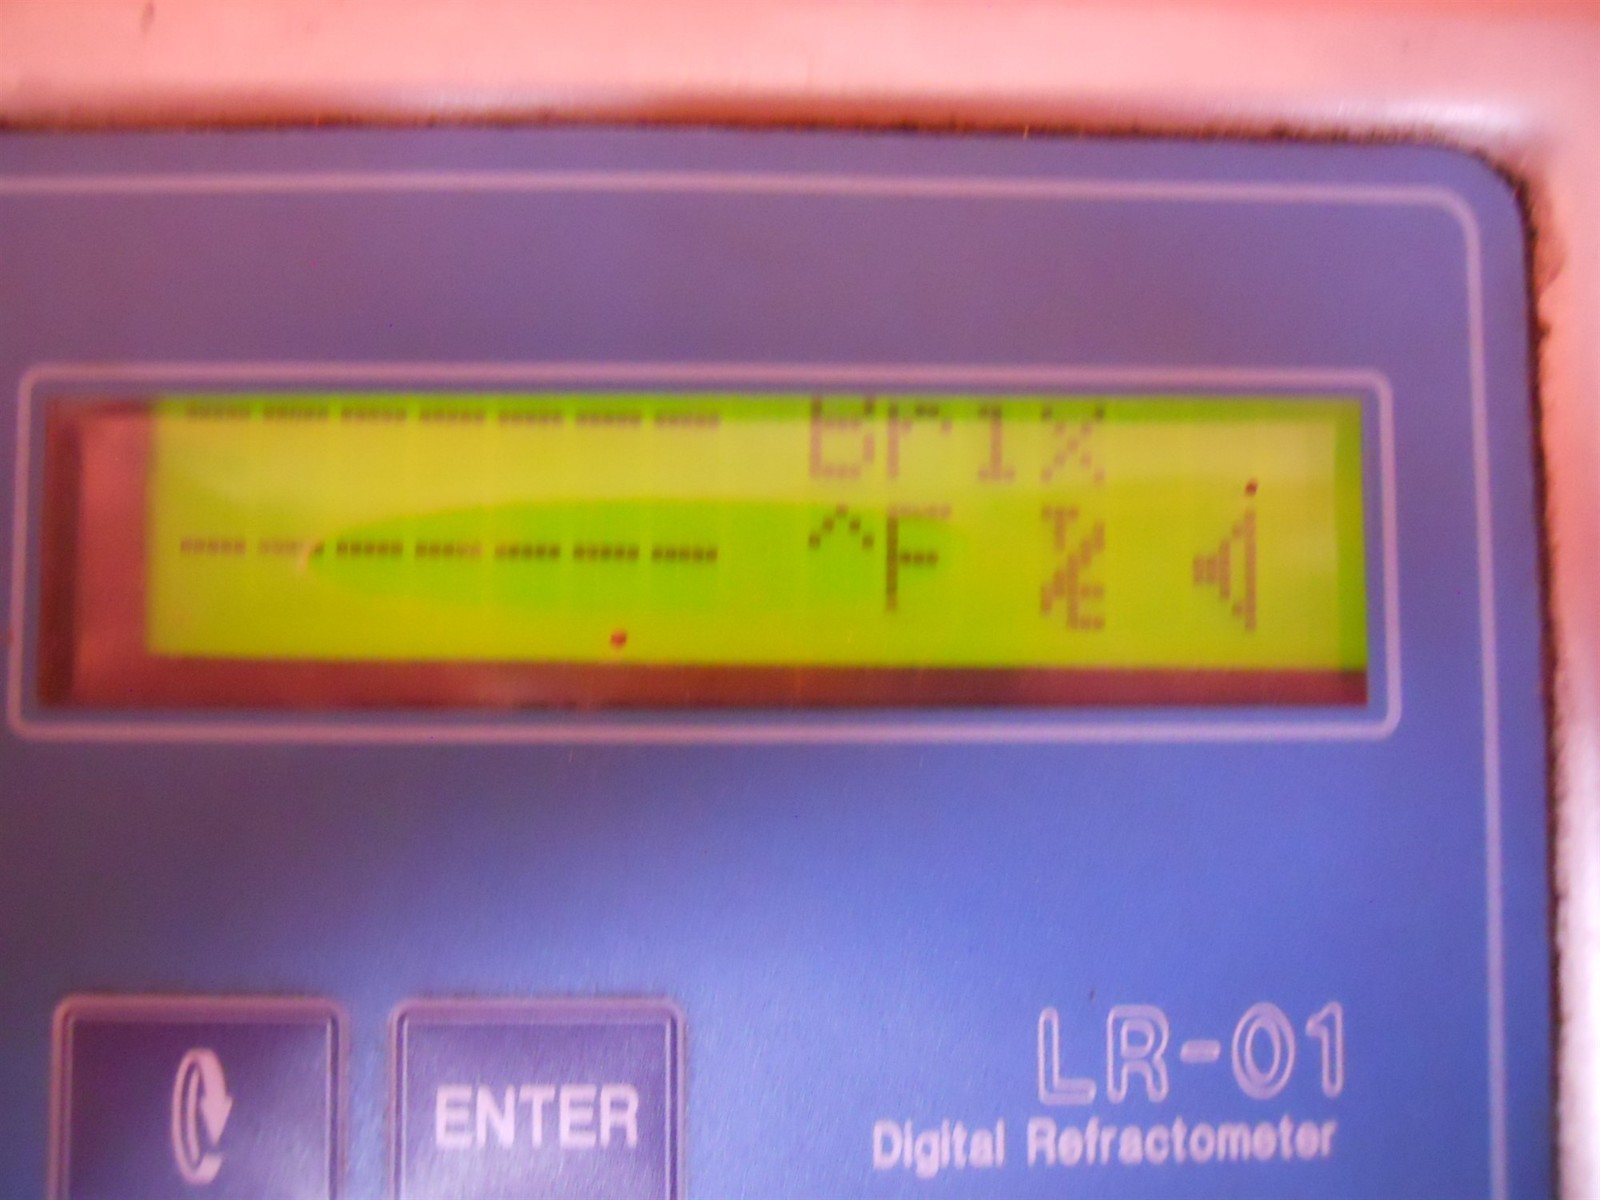 ------- Brix
------- ^F
ENTER
LR-01
Digital Refractometer